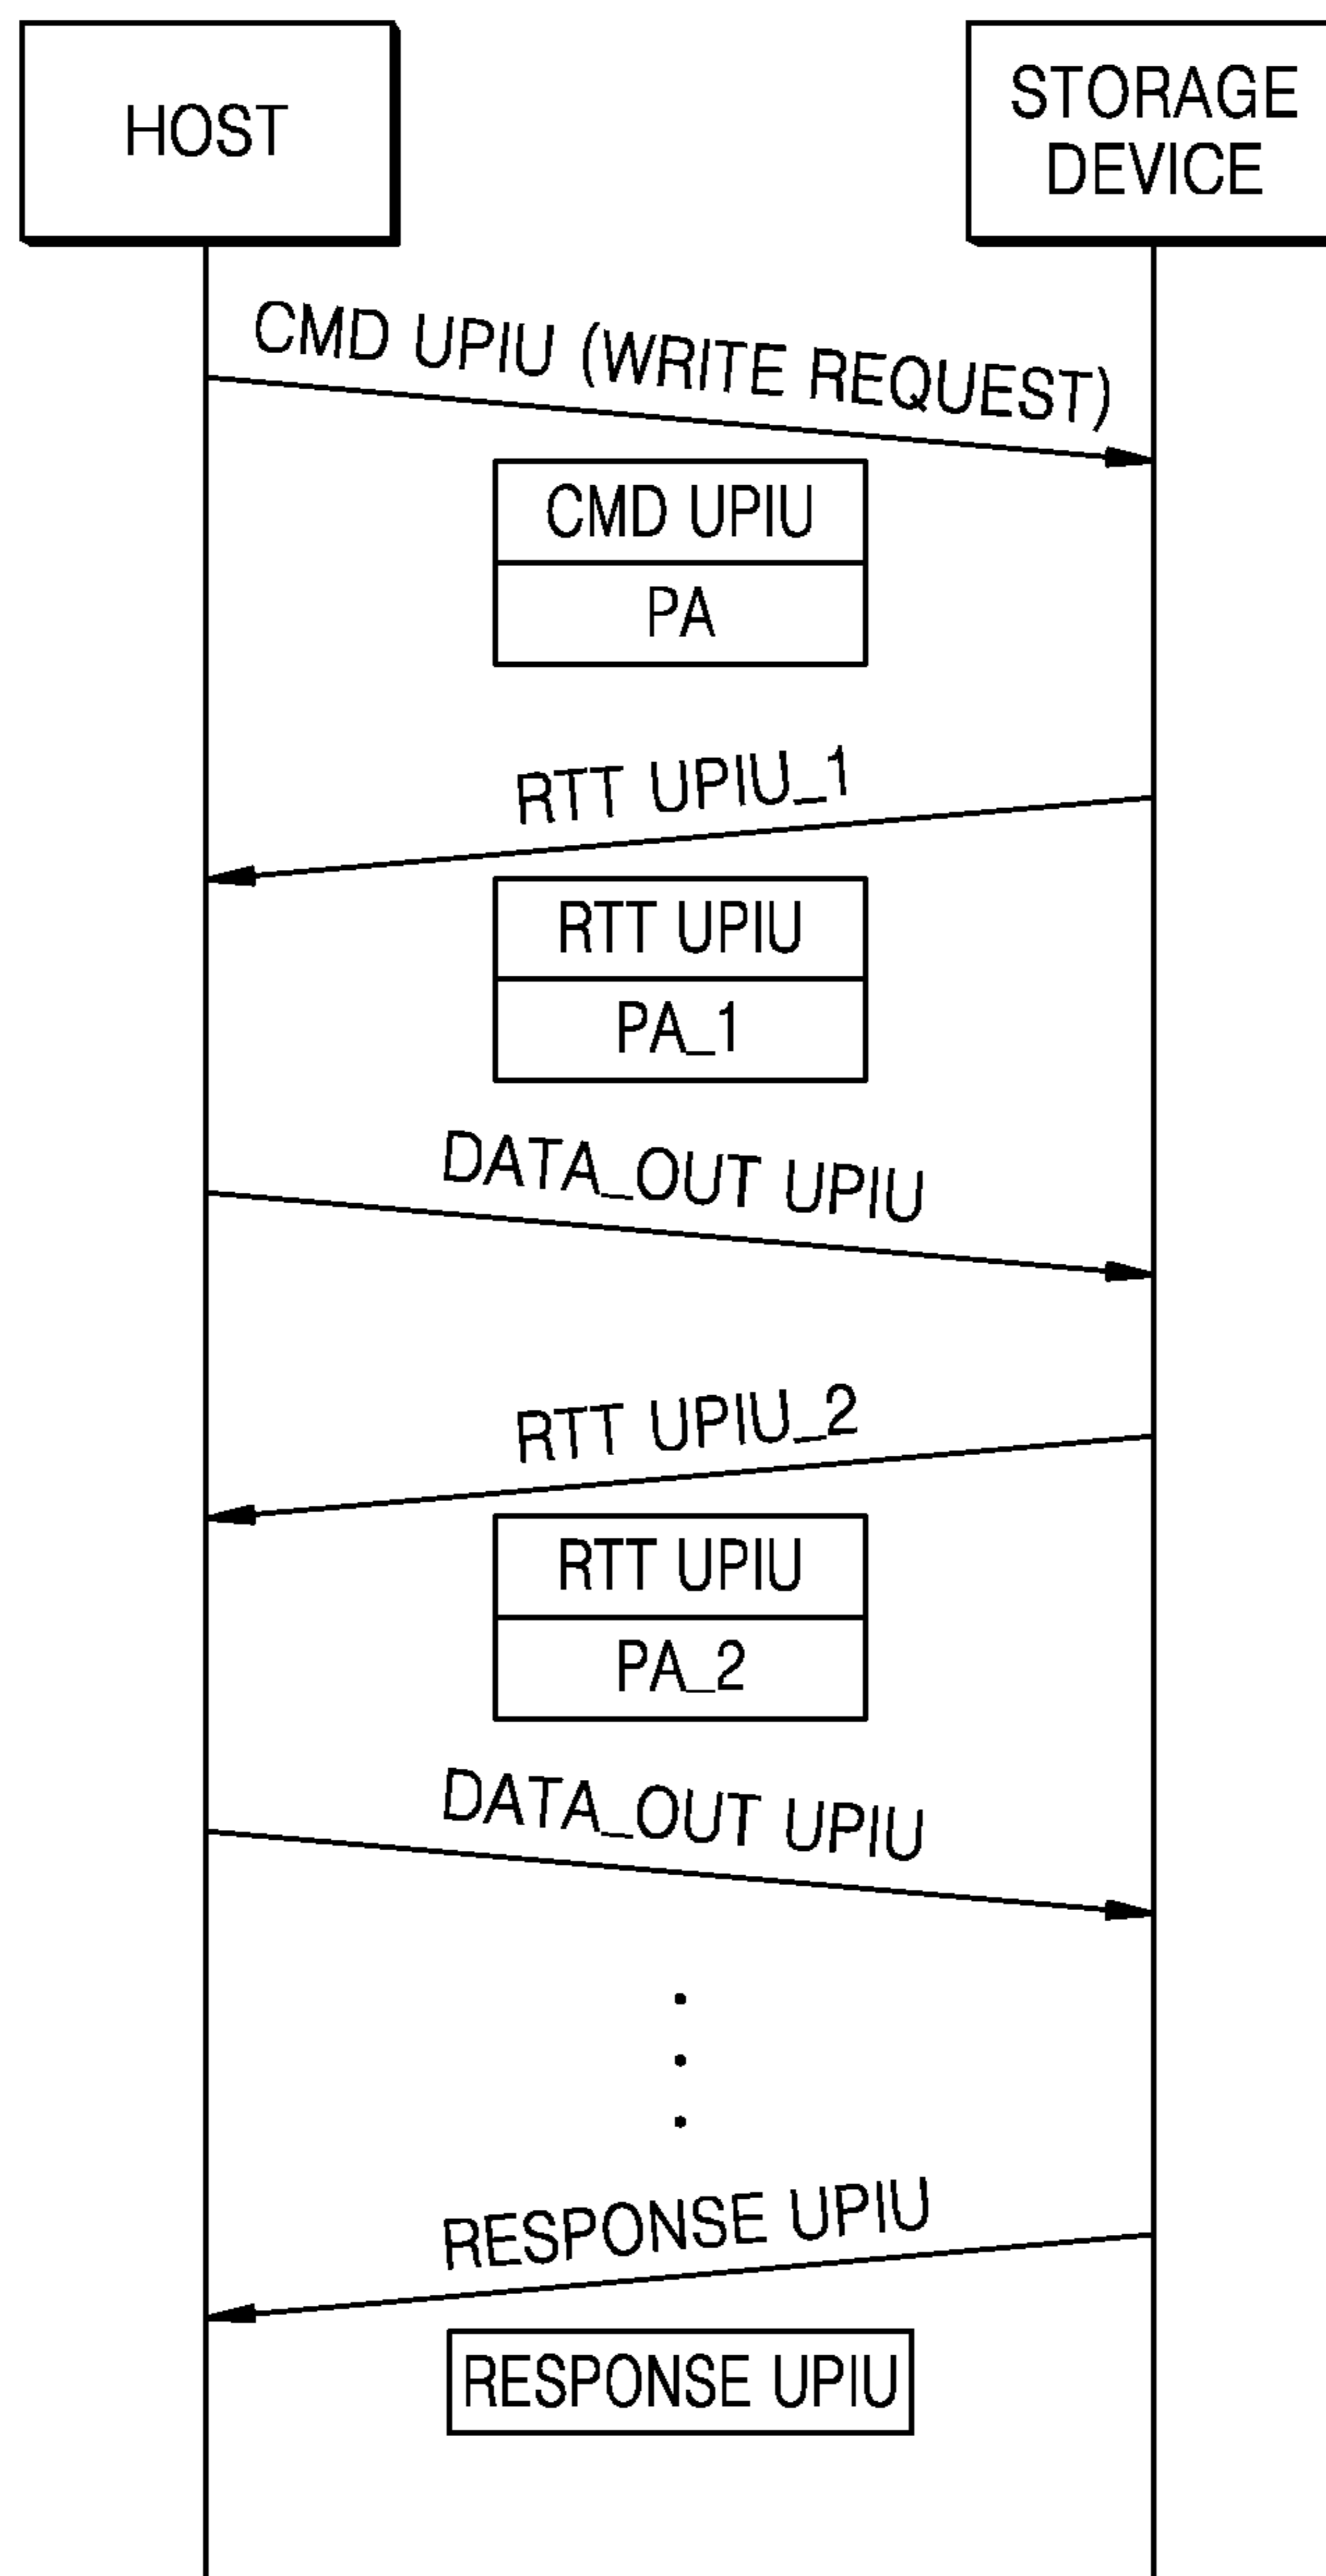 HOST
STORAGE
DEVICE
CMD UPIU (WRITE REQUEST)
CMD UPIU
PA
RTT UPIU_1
RTT UPIU
PA_1
DATA_OUT UPIU
RTT UPIU_2
RTT UPIU
PA_2
DATA_OUT UPIU
RESPONSE UPIU
RESPONSE UPIU